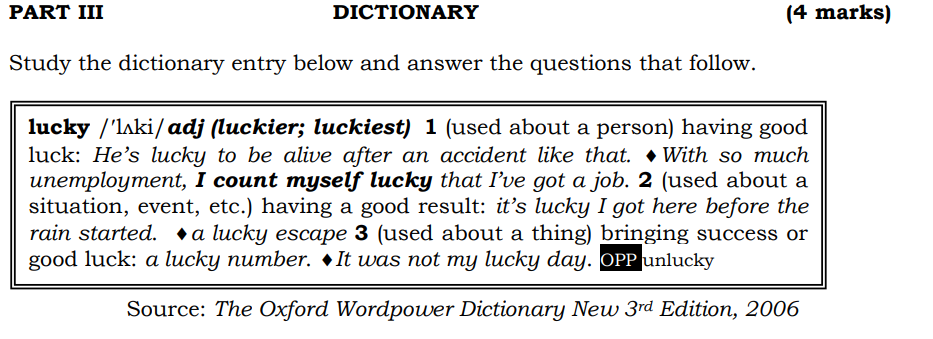 PART III DICTIONARY (4 marks)
Study the dictionary entry below and answer the questions that follow.
lucky /'lʌki/ adj (luckier; luckiest) 1 (used about a person) having good
luck: He's lucky to be alive after an accident like that. ♦ With so much
unemployment, I count myself lucky that I've got a job. 2 (used about a
situation, event, etc.) having a good result: it's lucky I got here before the
rain started. ♦ a lucky escape 3 (used about a thing) bringing success or
good luck: a lucky number. ♦ It was not my lucky day. OPP unlucky
Source: The Oxford Wordpower Dictionary New 3rd Edition, 2006